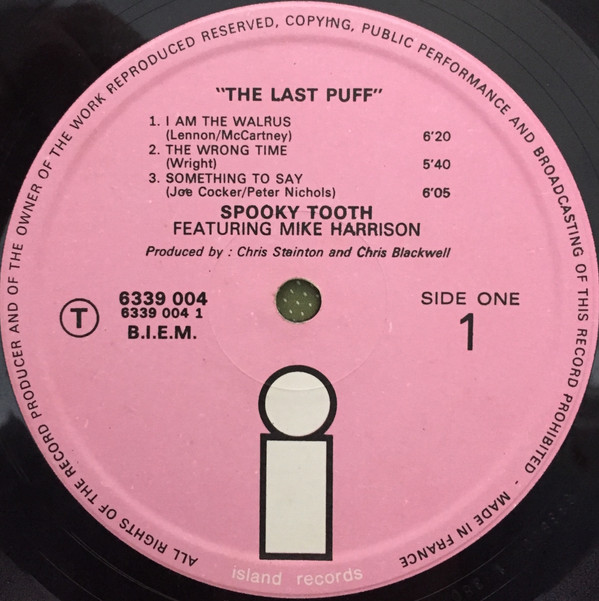 ALL RIGHTS OF THE RECORD PRODUCER AND OF THE OWNER OF THE WORK REPRODUCED RESERVED, COPYING, PUBLIC PERFORMANCE AND BROADCASTING OF THIS RECORD PROHIBITED - MADE IN FRANCE
"THE LAST PUFF"
1. I AM THE WALRUS
(Lennon/McCartney) 6'20
2. THE WRONG TIME
(Wright) 5'40
3. SOMETHING TO SAY
(Joe Cocker/Peter Nichols) 6'05
SPOOKY TOOTH
FEATURING MIKE HARRISON
Produced by : Chris Stainton and Chris Blackwell
T
6339 004
6339 004 1
B.I.E.M.
SIDE ONE
1
i
island records